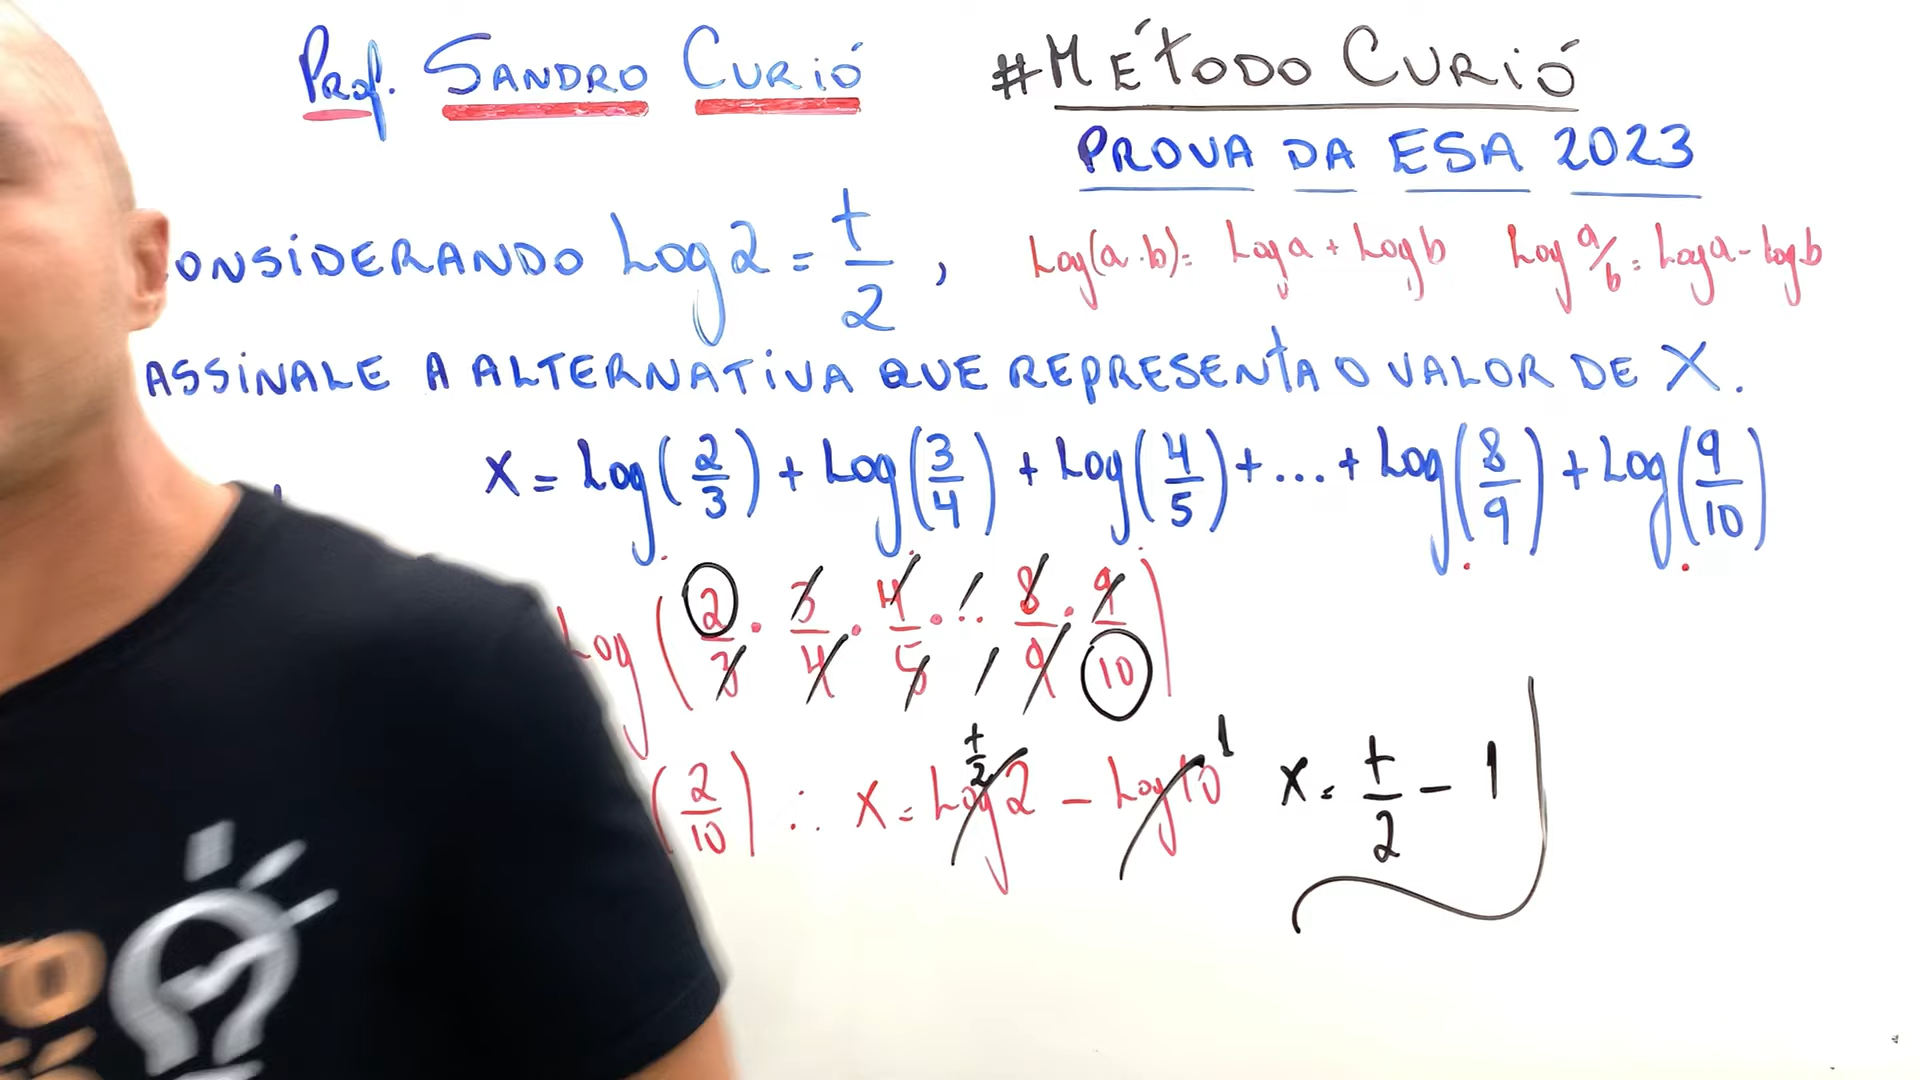 Prof. SANDRO CURIÓ #MÉTODO CURIÓ
PROVA DA ESA 2023
ONSIDERANDO Log 2 = t/2 , Log(a.b) = Log a + Log b Log a/b = Log a - log b
ASSINALE A ALTERNATIVA QUE REPRESENTA O VALOR DE X.
X = Log(2/3) + Log(3/4) + Log(4/5) + ... + Log(8/9) + Log(9/10)
Log(2/3 . 3/4 . 4/5 ... 8/9 . 9/10)
(2/10) ∴ X = Log 2 t/2 - Log 10 1 X = t/2 - 1